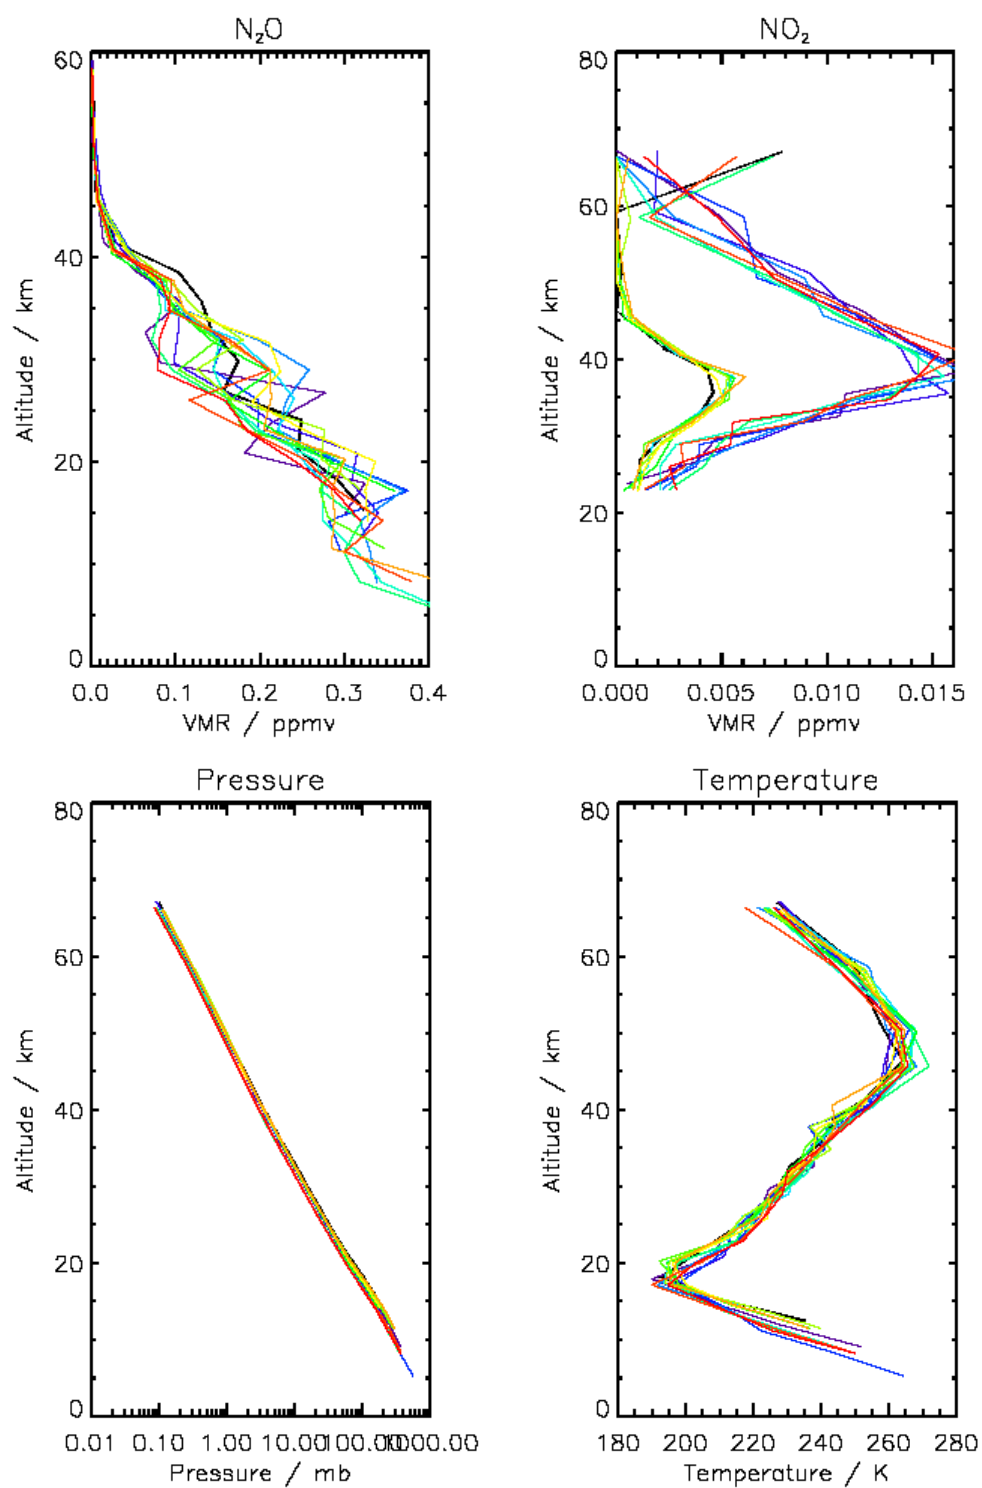 N₂O
60
40
20
0
Altitude / km
0.0 0.1 0.2 0.3 0.4
VMR / ppmv
NO₂
80
60
40
20
0
Altitude / km
0.000 0.005 0.010 0.015
VMR / ppmv
Pressure
80
60
40
20
0
Altitude / km
0.01 0.10 1.00 10.00 100.00 1000.00
Pressure / mb
Temperature
80
60
40
20
0
Altitude / km
180 200 220 240 260 280
Temperature / K